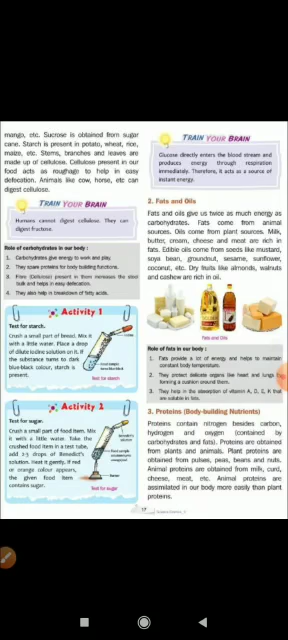 mango, etc. Sucrose is obtained from sugar
cane. Starch is present in potato, wheat, rice,
maize, etc. Stems, branches and leaves are
made up of cellulose. Cellulose present in our
food acts as roughage to help in easy
defecation. Animals like cow, horse, etc can
digest cellulose.
TRAIN YOUR BRAIN
Humans cannot digest cellulose. They can
digest fructose.
Role of carbohydrates in our body :
1. Carbohydrates give energy to work and play.
2. They spare proteins for body building functions.
3. Fibre (Cellulose) present in them increases the stool
bulk and helps in easy defecation.
4. They also help in breakdown of fatty acids.
Activity 1
Test for starch.
Crush a small part of bread. Mix it
with a little water. Place a drop
of dilute iodine solution on it. If
the substance turns to dark
blue-black colour, starch is
present.
Test for starch
Activity 2
Test for sugar.
Crush a small part of food item. Mix
it with a little water. Take the
crushed food item in a test tube,
add 2-3 drops of Benedict's
solution. Heat it gently. If red
or orange colour appears,
the given food item
contains sugar.
Benedict's
solution
Test for sugar
TRAIN YOUR BRAIN
Glucose directly enters the blood stream and
produces energy through respiration
immediately. Therefore, it acts as a source of
instant energy.
2. Fats and Oils
Fats and oils give us twice as much energy as
carbohydrates. Fats come from animal
sources. Oils come from plant sources. Milk,
butter, cream, cheese and meat are rich in
fats. Edible oils come from seeds like mustard,
soya bean, groundnut, sesame, sunflower,
coconut, etc. Dry fruits like almonds, walnuts
and cashew are rich in oil.
Fats and Oils
Role of fats in our body :
1. Fats provide a lot of energy and helps to maintain
constant body temperature.
2. They protect delicate organs like heart and lungs by
forming a cushion around them.
3. They help in the absorption of vitamin A, D, E, K that
are soluble in fats.
3. Proteins (Body-building Nutrients)
Proteins contain nitrogen besides carbon,
hydrogen and oxygen (contained by
carbohydrates and fats). Proteins are obtained
from plants and animals. Plant proteins are
obtained from pulses, peas, beans and nuts.
Animal proteins are obtained from milk, curd,
cheese, meat, etc. Animal proteins are
assimilated in our body more easily than plant
proteins.
17